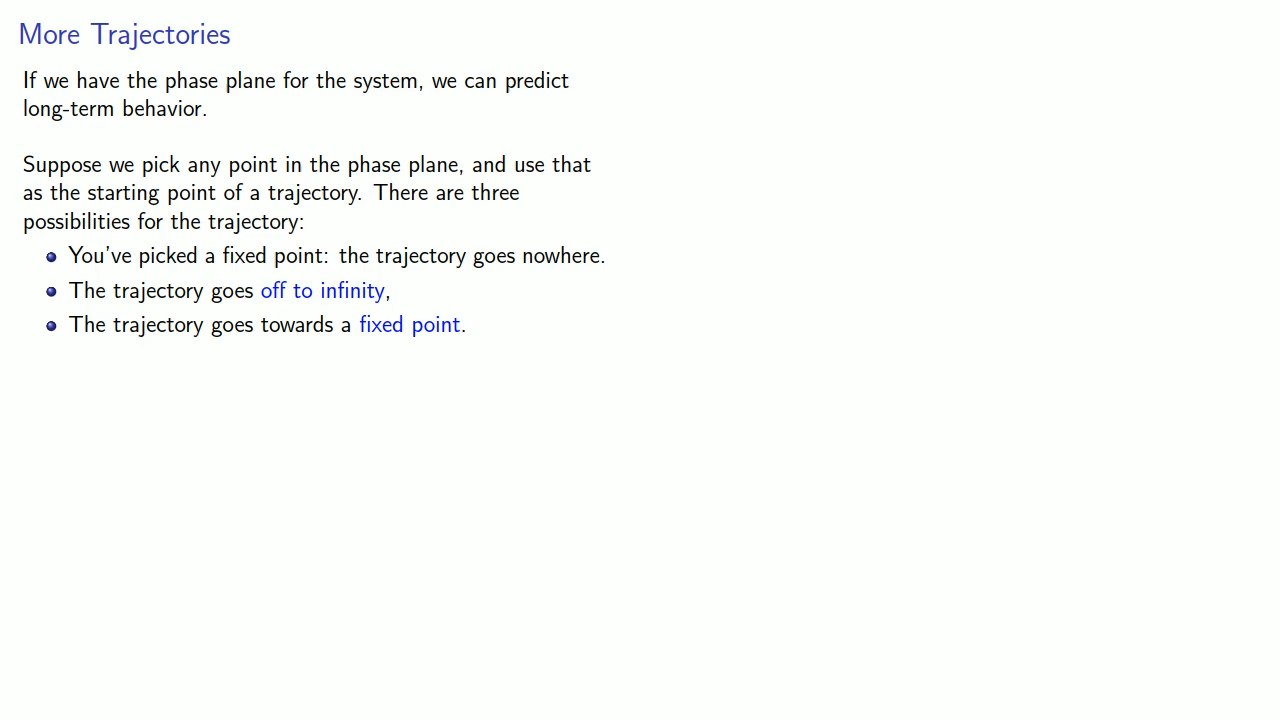 More Trajectories
If we have the phase plane for the system, we can predict
long-term behavior.
Suppose we pick any point in the phase plane, and use that
as the starting point of a trajectory. There are three
possibilities for the trajectory:
You've picked a fixed point: the trajectory goes nowhere.
The trajectory goes off to infinity,
The trajectory goes towards a fixed point.